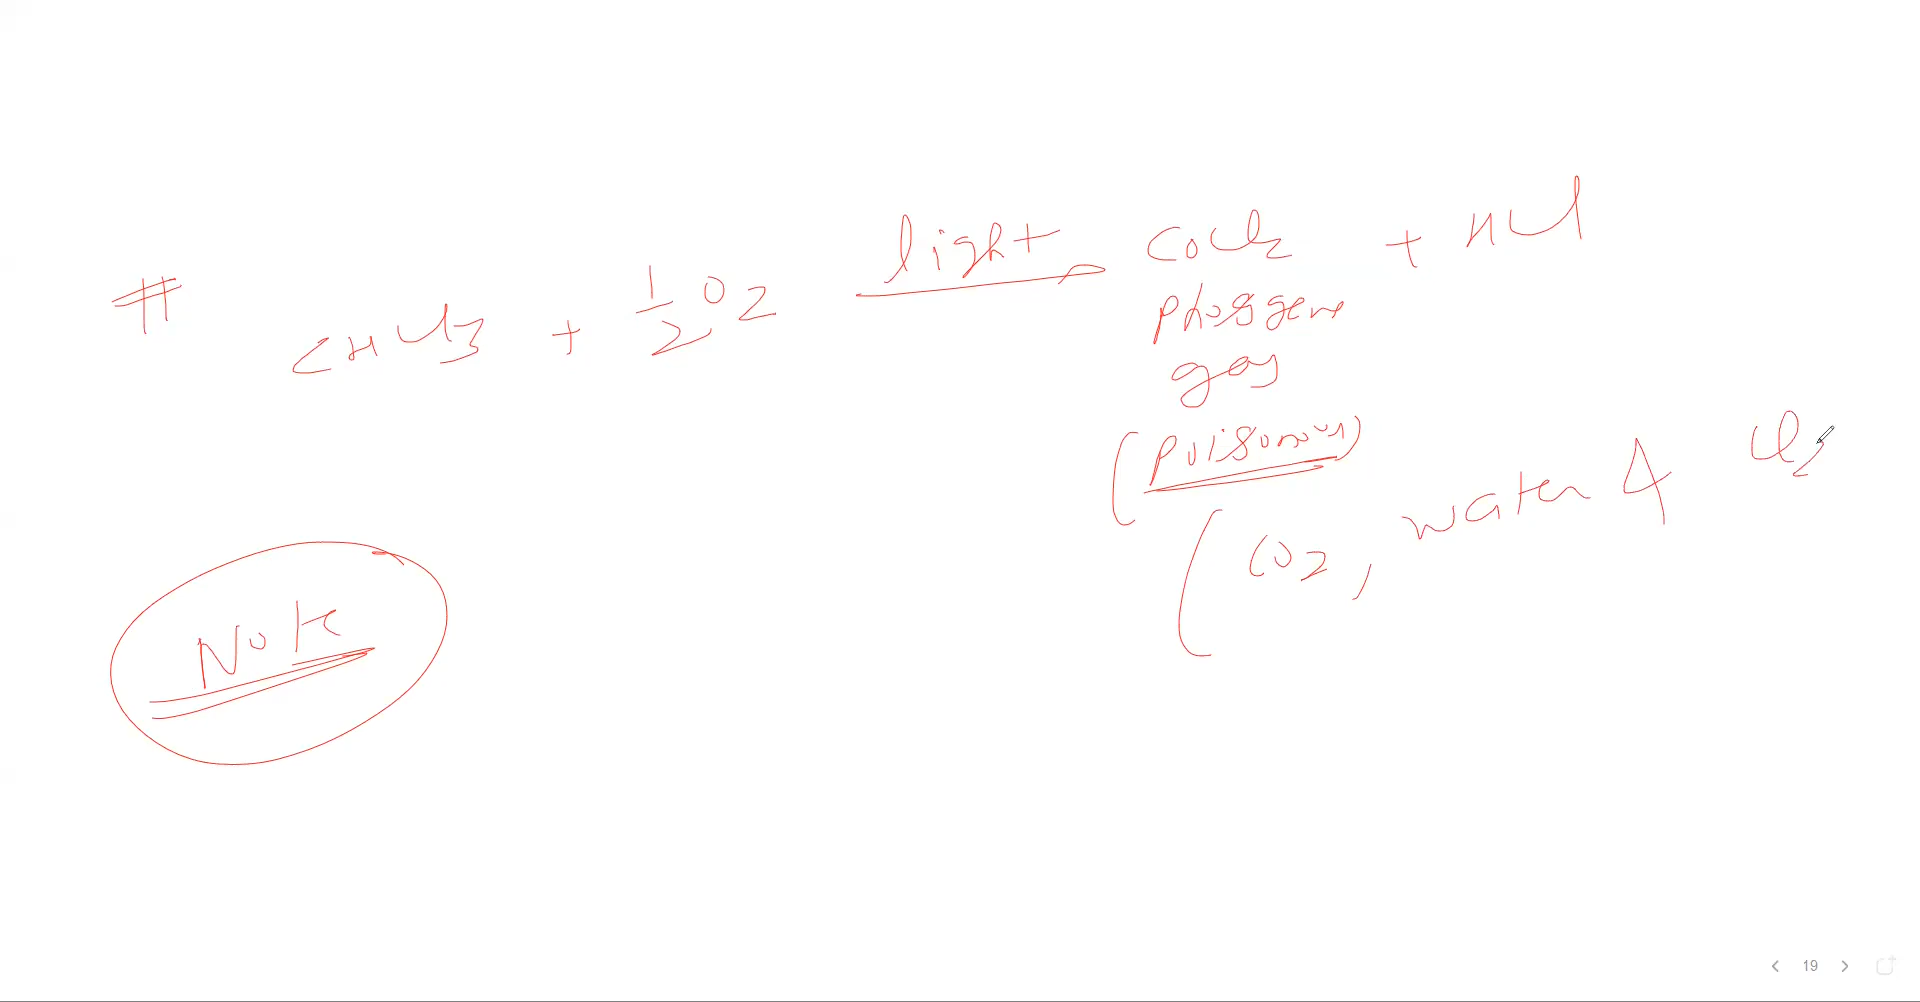 # CHCl3 + 1/2 O2 light COCl2 + HCl
phosgene
gas
(poisonous)
(CO2, water & Cl2
Note
19